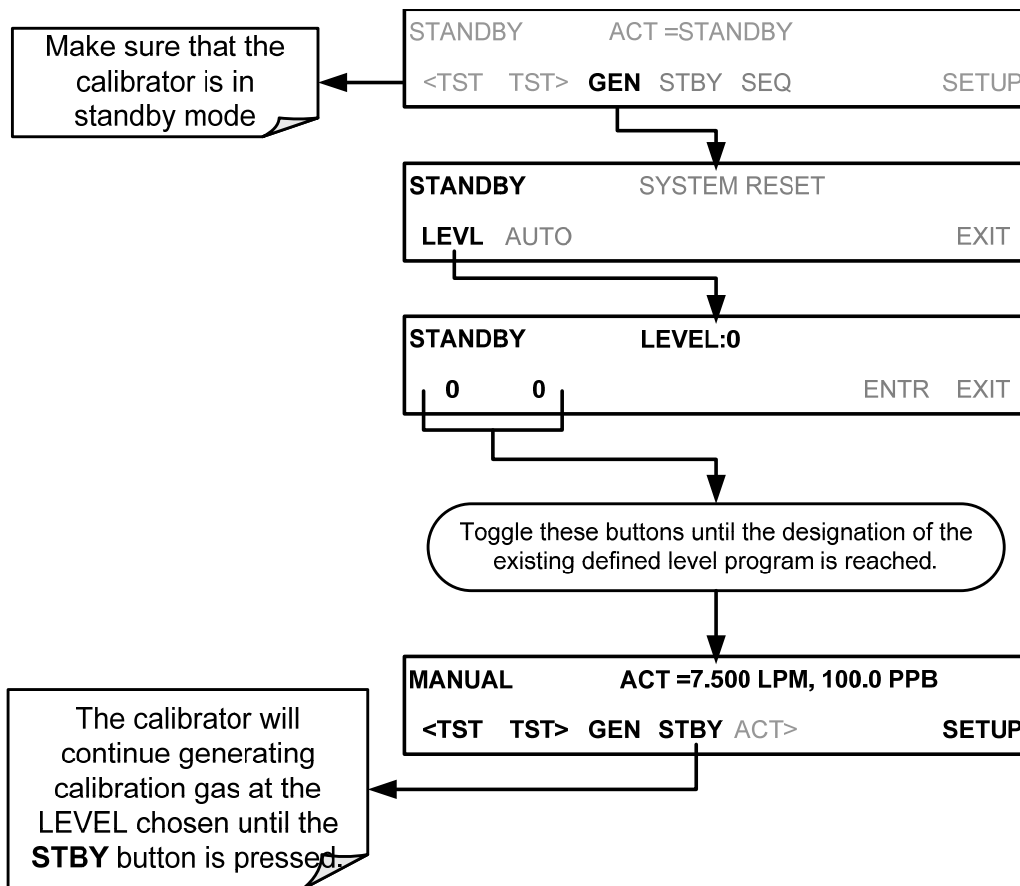 Make sure that the
calibrator is in
standby mode
STANDBY ACT =STANDBY
<TST TST> GEN STBY SEQ SETUP
STANDBY SYSTEM RESET
LEVL AUTO EXIT
STANDBY LEVEL:0
0 0 ENTR EXIT
Toggle these buttons until the designation of the
existing defined level program is reached.
MANUAL ACT =7.500 LPM, 100.0 PPB
<TST TST> GEN STBY ACT> SETUP
The calibrator will
continue generating
calibration gas at the
LEVEL chosen until the
STBY button is pressed.